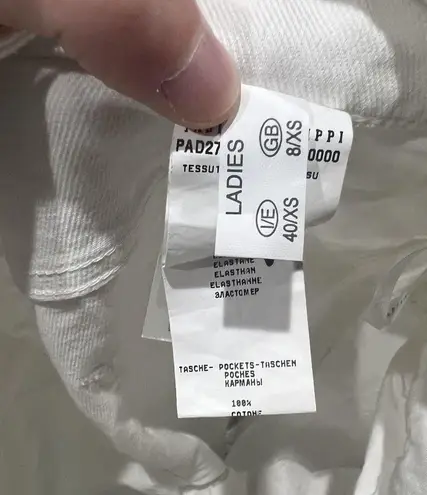 IPPI
PAD27
0000
TESSUT
SU
LADIES
GB
8/XS
I/E
40/XS
ELASTANE
ELASTHAN
ELASTHANNE
ЭЛАСТОМЕР
TASCHE- POCKETS-TASCHEN
POCHES
КАРМАНЫ
100%
COTONE